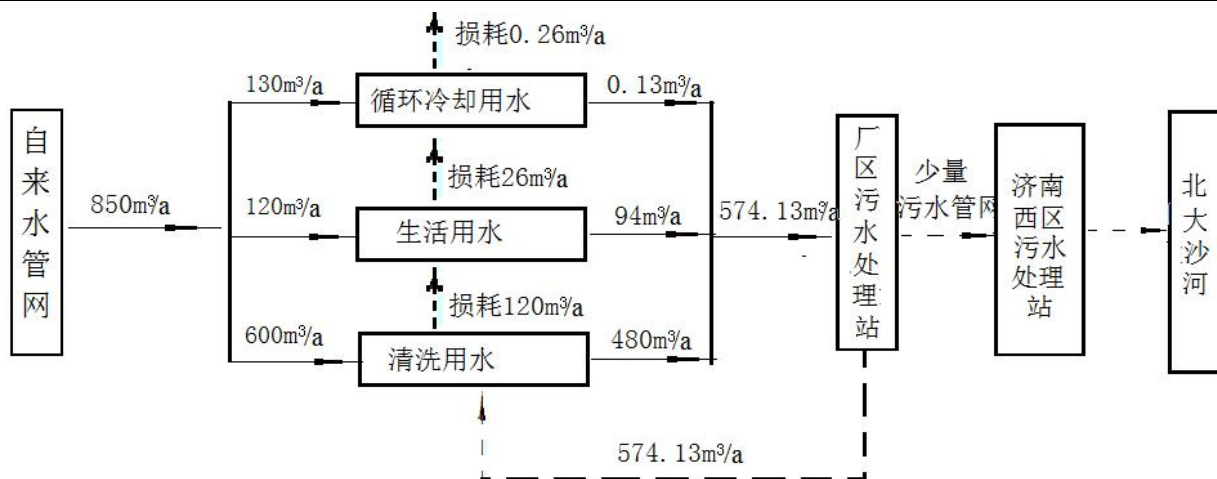 损耗0.26m³/a
130m³/a
循环冷却用水
0.13m³/a
自来水管网
850m³/a
损耗26m³/a
120m³/a
生活用水
94m³/a
574.13m³/a
厂区污水处理站
少量
污水管网
济南
西区
污水
处理
站
北大沙河
损耗120m³/a
600m³/a
清洗用水
480m³/a
574.13m³/a